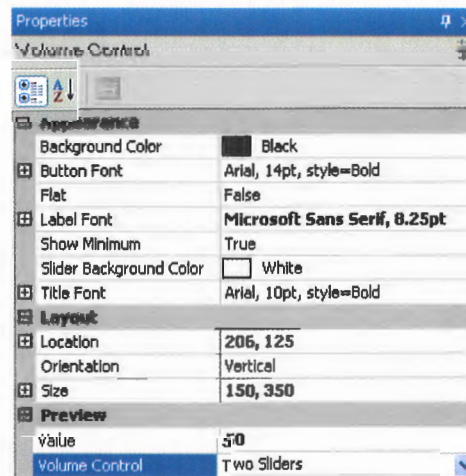 Properties
Volume Control
A Z
Appearance
Background Color Black
Button Font Arial, 14pt, style=Bold
Flat False
Label Font Microsoft Sans Serif, 8.25pt
Show Minimum True
Slider Background Color White
Title Font Arial, 10pt, style=Bold
Layout
Location 206, 125
Orientation Vertical
Size 150, 350
Preview
Value 50
Volume Control Two Sliders